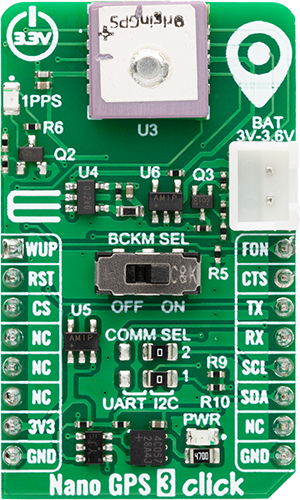 3.3V
OriginGPS
1PPS
U3
BAT
3V-3.6V
R6
Q2
U4
U6
Q3
WUP
BCKM SEL
FON
RST
C&K
R5
CTS
CS
OFF ON
TX
NC
U5
COMM SEL
RX
NC
2
R9
SCL
NC
1
R10
SDA
UART I2C
3V3
PWR
NC
GND
4700
GND
Nano GPS 3 click